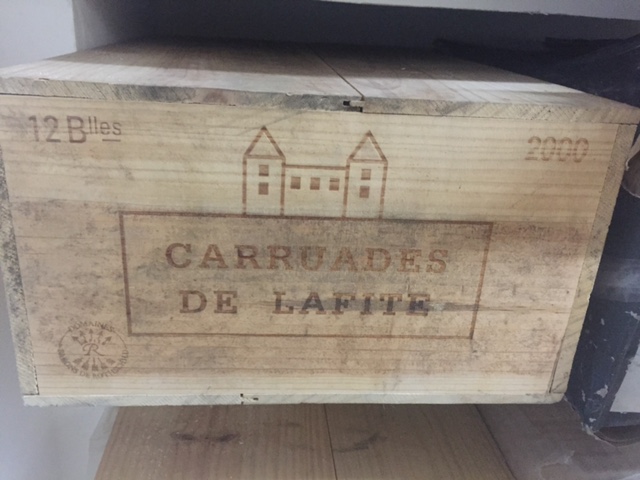 12 Blles
2000
CARRUADES
DE LAFITE